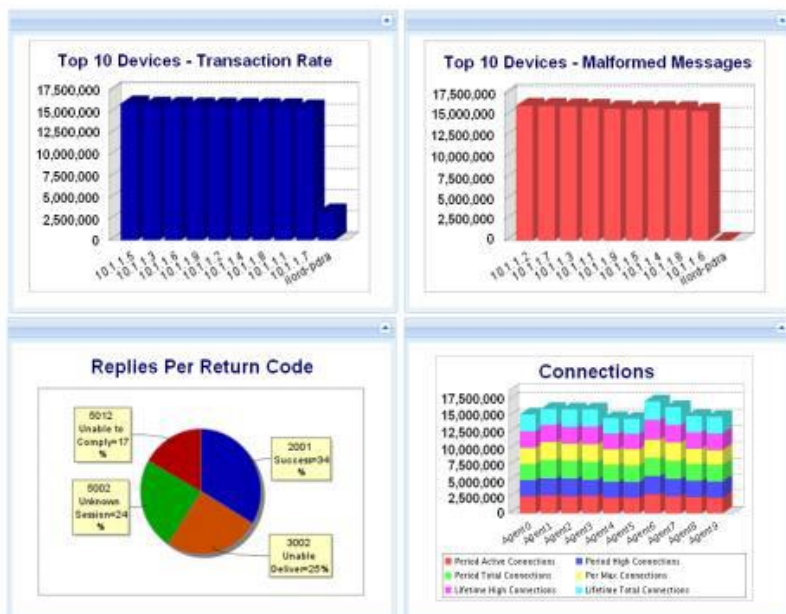 Top 10 Devices - Transaction Rate
17,500,000
15,000,000
12,500,000
10,000,000
7,500,000
5,000,000
2,500,000
0
10.1.1.5
10.1.1.3
10.1.1.6
10.1.1.9
10.1.1.2
10.1.1.4
10.1.1.8
10.1.1.1
10.1.1.7
ilford-pdra
Top 10 Devices - Malformed Messages
17,500,000
15,000,000
12,500,000
10,000,000
7,500,000
5,000,000
2,500,000
0
10.1.1.2
10.1.1.7
10.1.1.3
10.1.1.1
10.1.1.9
10.1.1.5
10.1.1.4
10.1.1.8
10.1.1.6
ilford-pdra
Replies Per Return Code
5012
Unable to
Comply=17
%
2001
Success=34
%
5002
Unknown
Session=24
%
3002
Unable
Deliver=25%
Connections
17,500,000
15,000,000
12,500,000
10,000,000
7,500,000
5,000,000
2,500,000
0
Agent0
Agent1
Agent2
Agent3
Agent4
Agent5
Agent6
Agent7
Agent8
Agent9
Period Active Connections
Period High Connections
Period Total Connections
Per Max Connections
Lifetime High Connections
Lifetime Total Connections